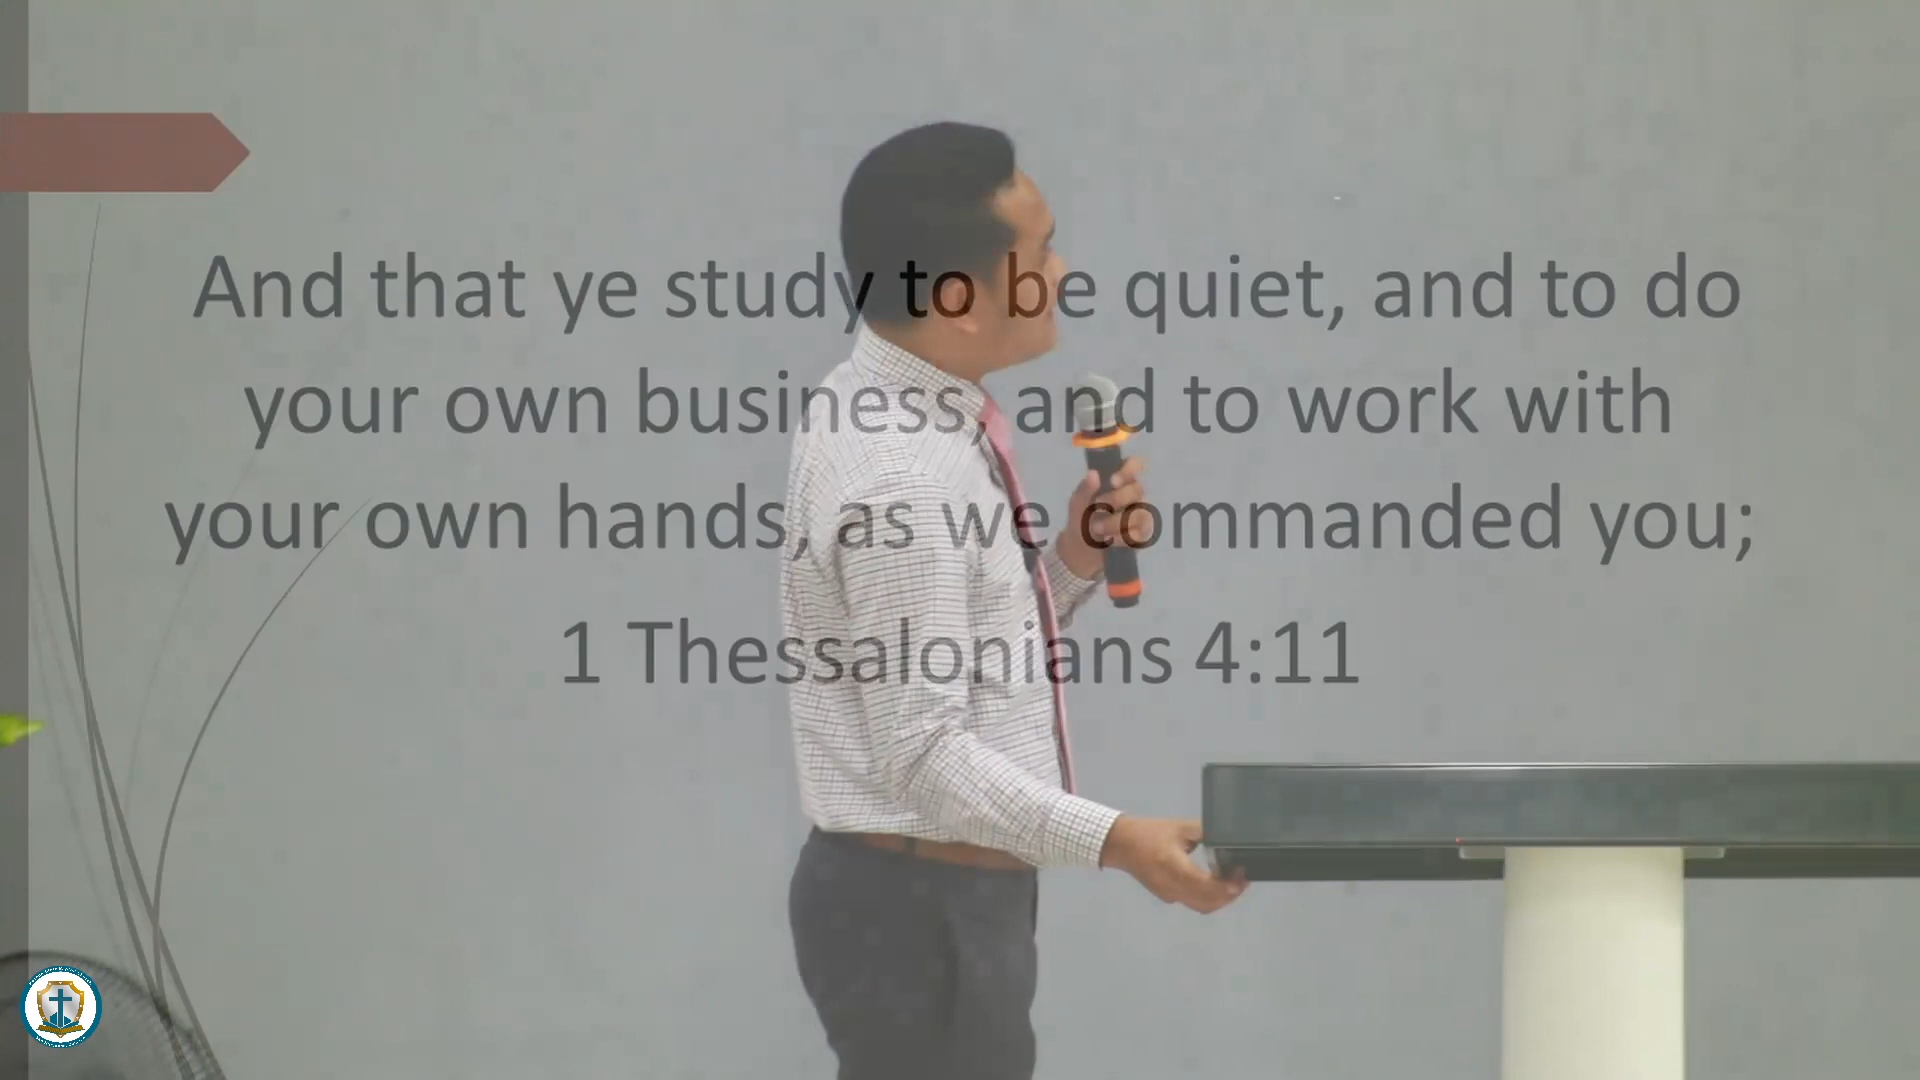 And that ye study to be quiet, and to do
your own business, and to work with
your own hands, as we commanded you;
1 Thessalonians 4:11